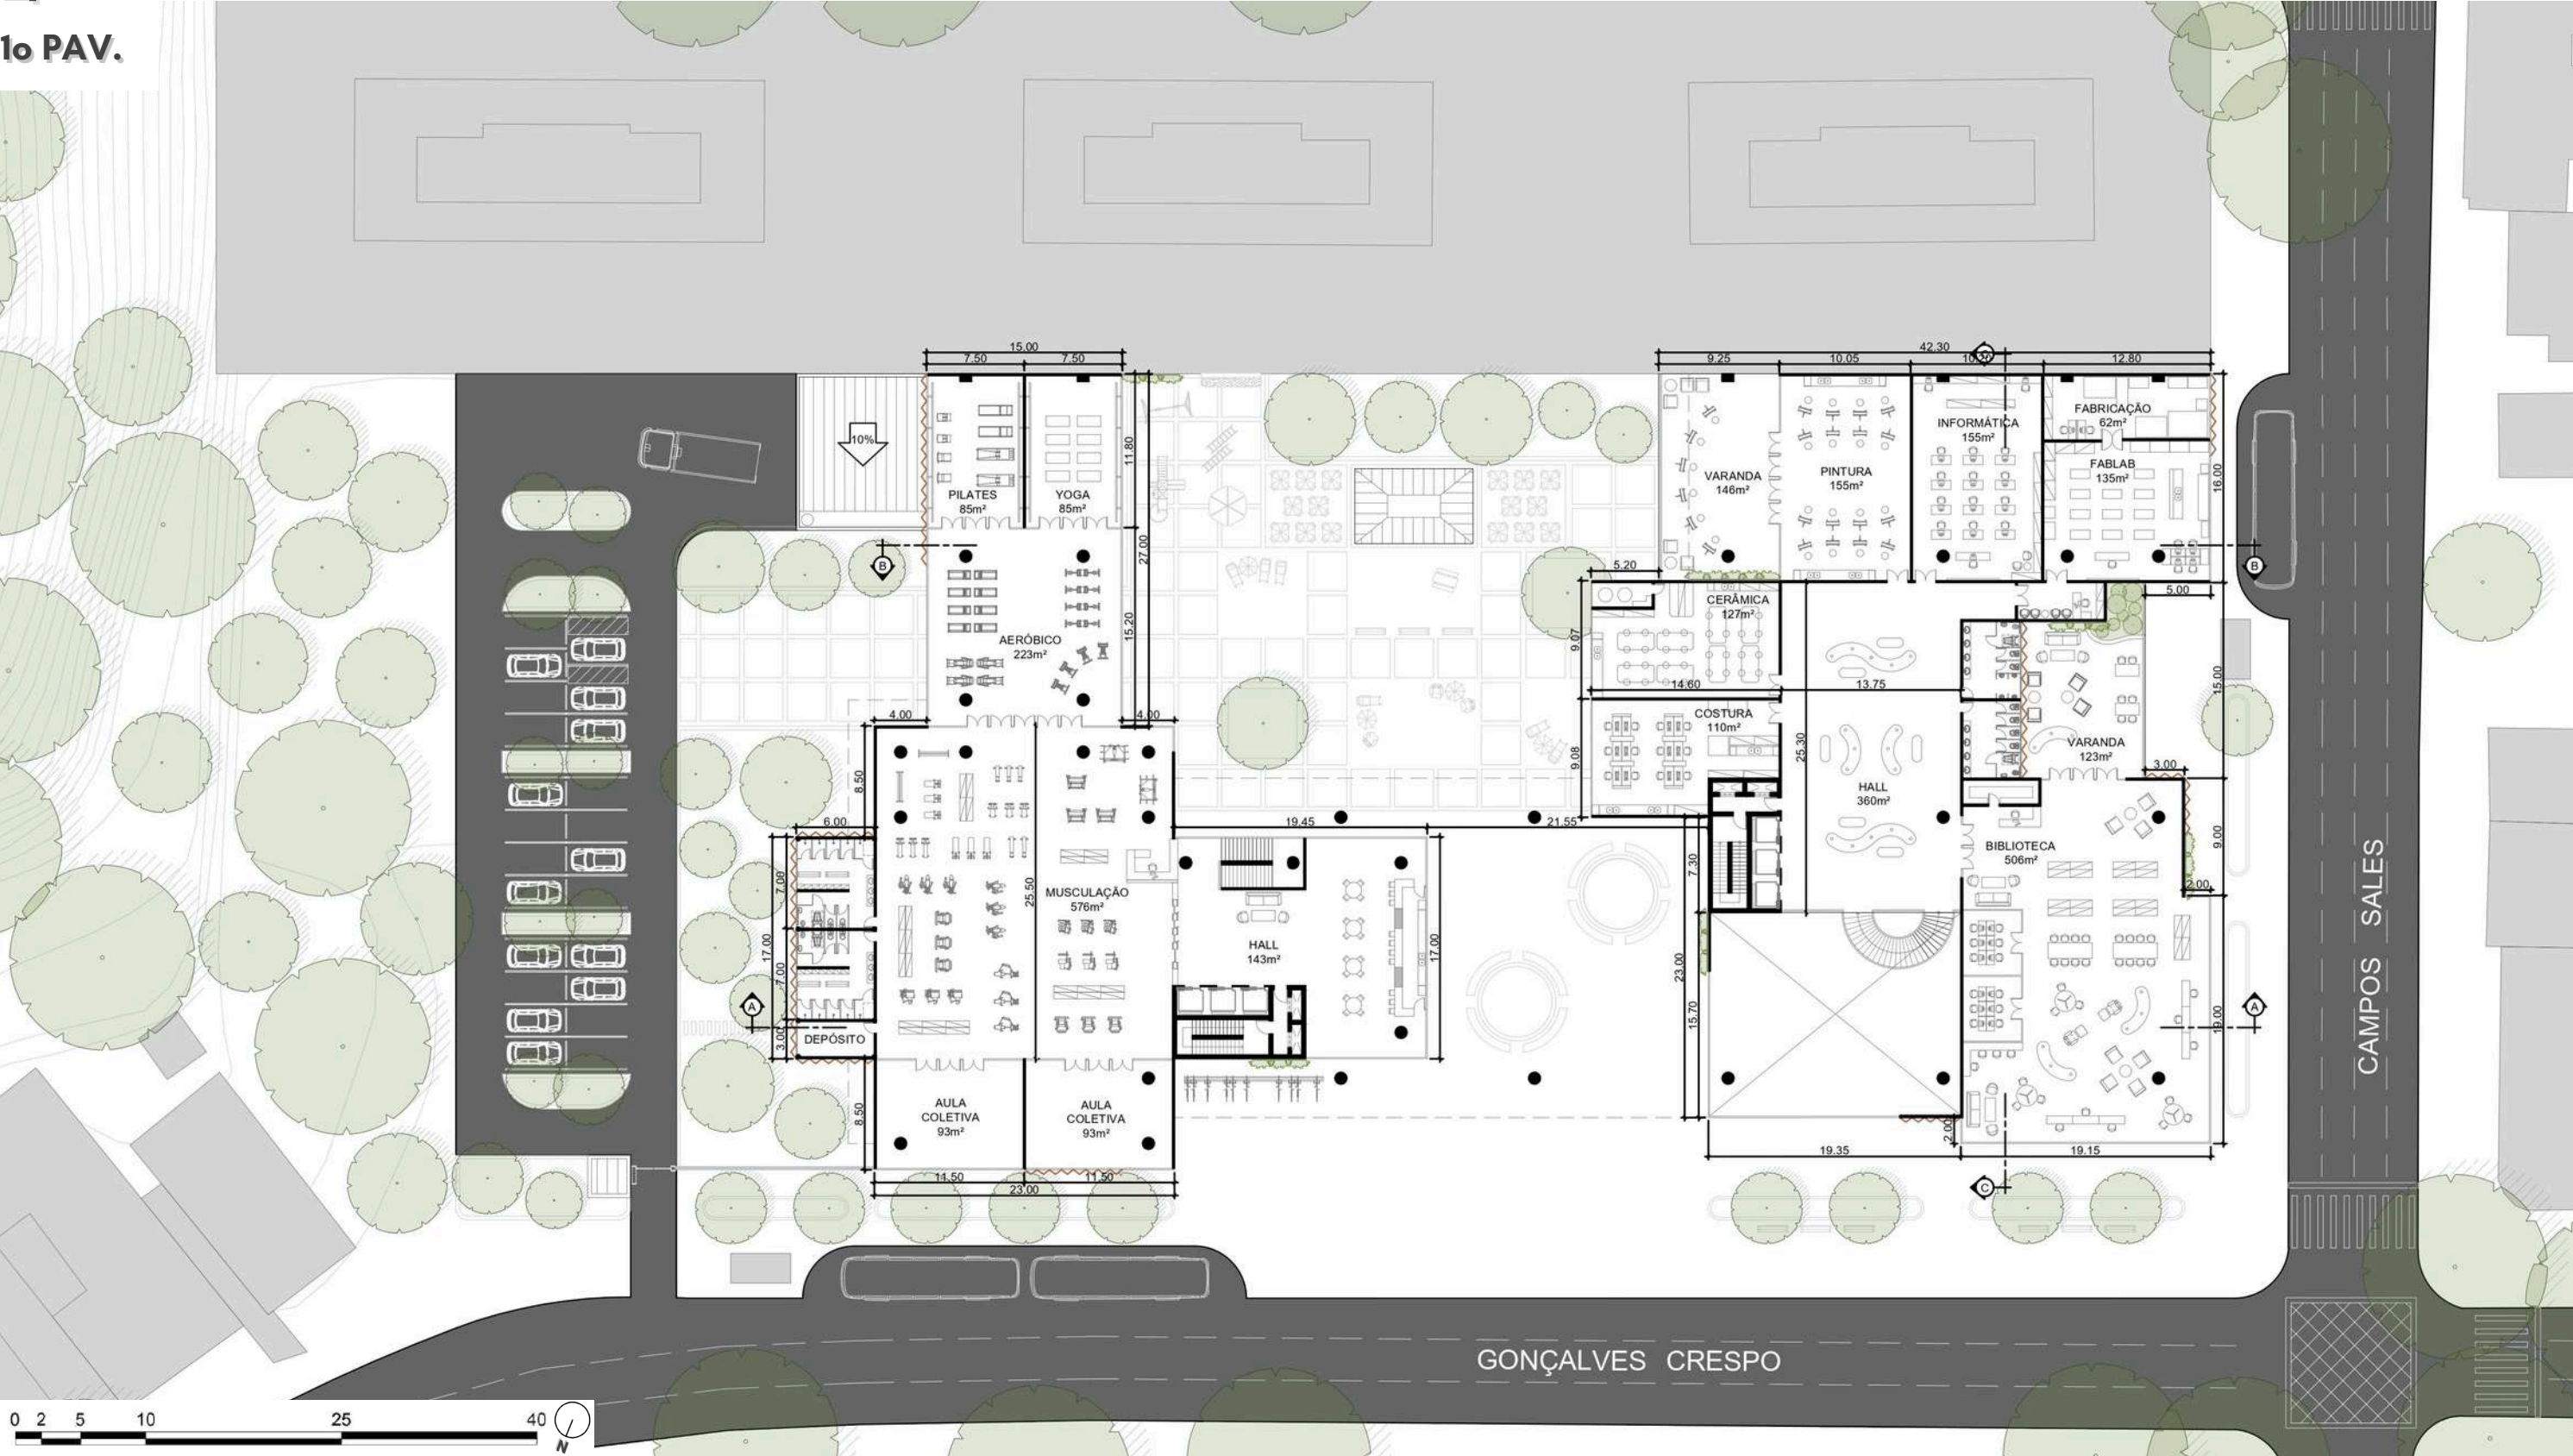 1o PAV.
15.00
7.50
7.50
42.30
9.25
10.05
10.20
12.80
10%
11.80
27.00
PILATES
85m²
YOGA
85m²
VARANDA
146m²
PINTURA
155m²
INFORMÁTICA
155m²
FABRICAÇÃO
62m²
FABLAB
135m²
16.00
B
B
5.20
5.00
AERÓBICO
223m²
15.20
CERÂMICA
127m²
9.07
14.60
13.75
15.00
4.00
4.00
COSTURA
110m²
VARANDA
123m²
3.00
8.50
9.08
25.30
HALL
360m²
6.00
19.45
21.55
9.00
BIBLIOTECA
506m²
7.00
7.30
2.00
MUSCULAÇÃO
576m²
25.50
17.00
HALL
143m²
17.00
23.00
7.00
A
A
15.70
19.00
3.00
DEPÓSITO
AULA
COLETIVA
93m²
AULA
COLETIVA
93m²
8.50
2.00
19.35
19.15
11.50
11.50
23.00
C
CAMPOS SALES
GONÇALVES CRESPO
0 2 5 10 25 40
N